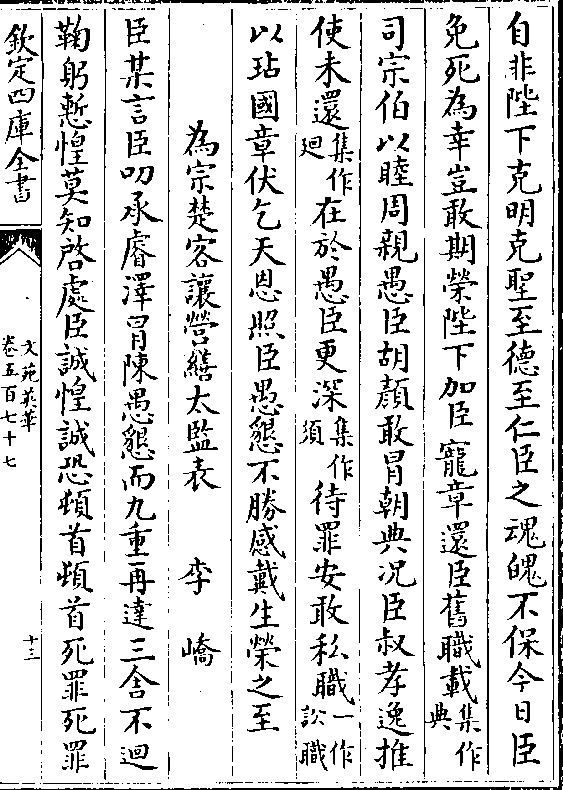 自非陛下克明克聖至德至仁臣之魂魄不保今日臣
免死為幸豈敢期榮陛下加臣寵章還臣舊職載集作典
司宗伯以睦周親愚臣胡顔敢冒朝典况臣叔孝逸推
使未還集作廻在於愚臣更深集作須待罪安敢私職一作訟職
以玷國章伏乞天恩照臣愚懇不勝感戴生榮之至
為宗楚客讓營繕太監表 李嶠
臣某言臣叨承睿澤冒陳愚懇而九重再達三舍不迴
鞠躬慙惶莫知啓處臣誠惶誠恐頓首頓首死罪死罪
欽定四庫全書
文苑英華
卷五百七十七
十三